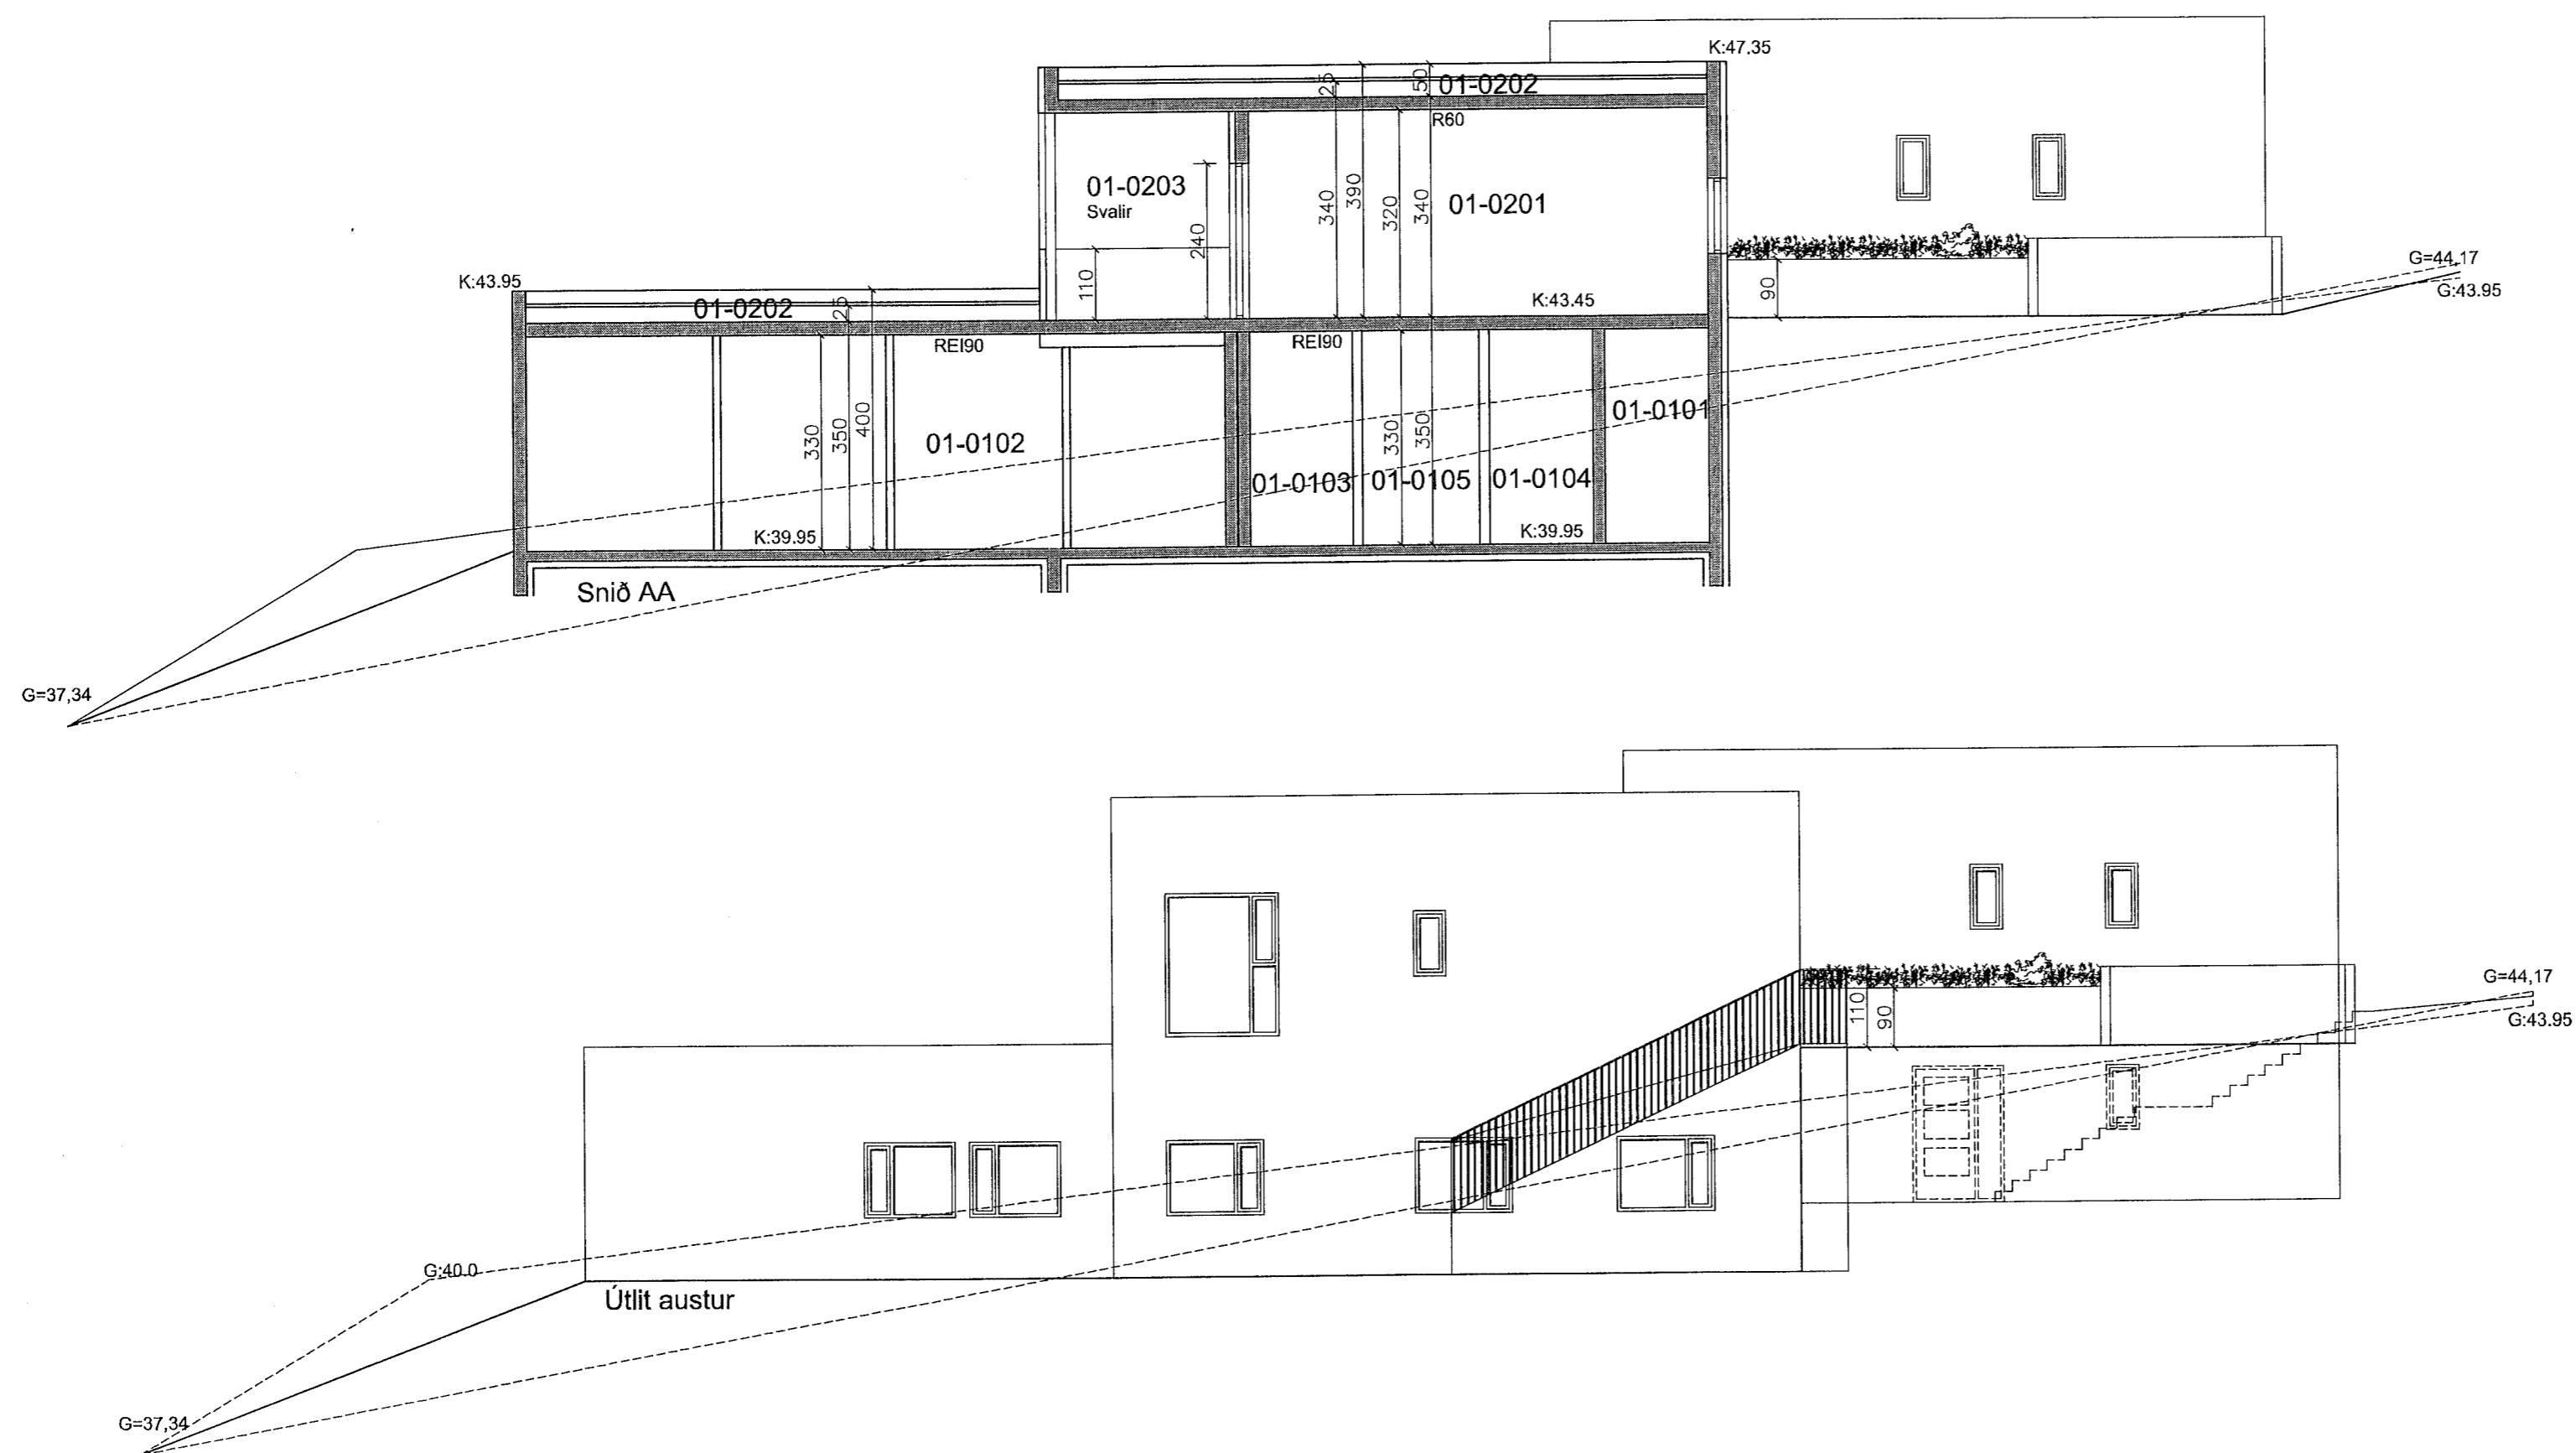 K:47.35
25
50
01-0202
R60
01-0203
Svalir
240
340
390
320
340
01-0201
110
K:43.95
01-0202
25
K:43.45
90
G=44,17
G:43.95
REI90
REI90
330
350
400
01-0102
330
350
01-0101
01-0103
01-0105
01-0104
K:39.95
K:39.95
Snið AA
G=37,34
110
90
G=44,17
G:43.95
G:40.0
Útlit austur
G=37,34